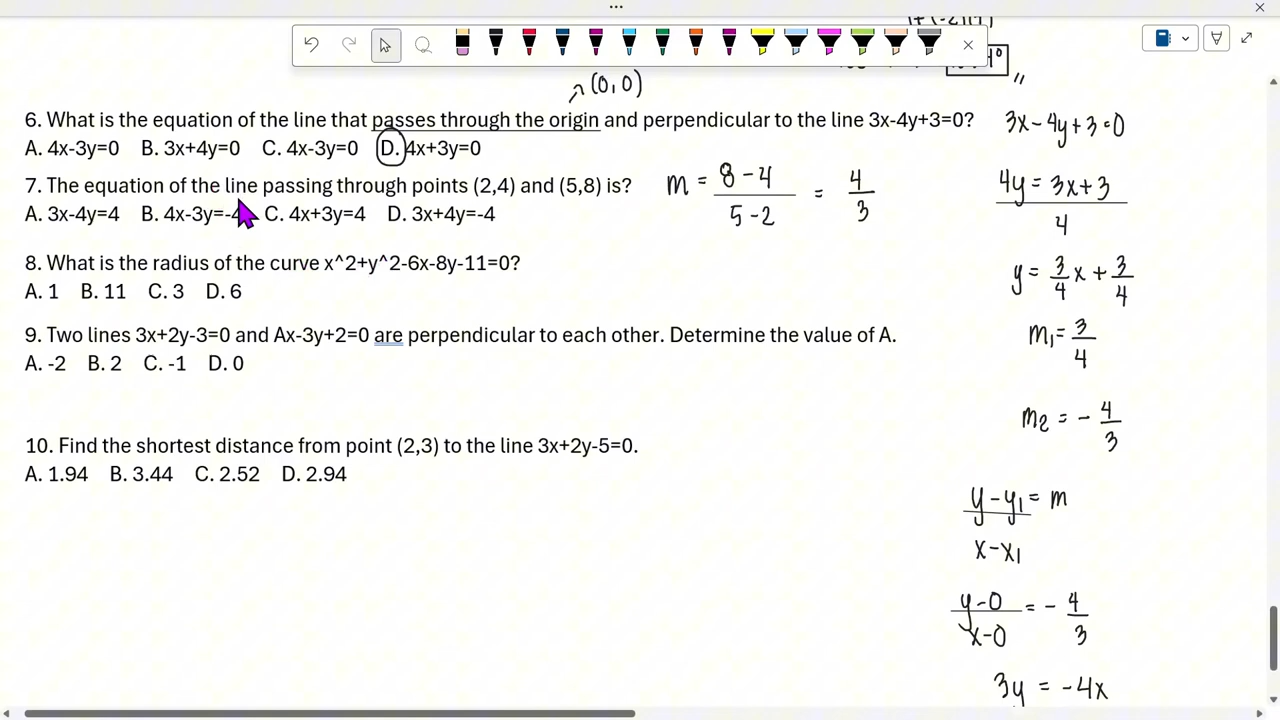 (0,0)
6. What is the equation of the line that passes through the origin and perpendicular to the line 3x-4y+3=0?
A. 4x-3y=0 B. 3x+4y=0 C. 4x-3y=0 D. 4x+3y=0
7. The equation of the line passing through points (2,4) and (5,8) is?
A. 3x-4y=4 B. 4x-3y=-4 C. 4x+3y=4 D. 3x+4y=-4
m = 8-4 / 5-2 = 4/3
8. What is the radius of the curve x^2+y^2-6x-8y-11=0?
A. 1 B. 11 C. 3 D. 6
9. Two lines 3x+2y-3=0 and Ax-3y+2=0 are perpendicular to each other. Determine the value of A.
A. -2 B. 2 C. -1 D. 0
10. Find the shortest distance from point (2,3) to the line 3x+2y-5=0.
A. 1.94 B. 3.44 C. 2.52 D. 2.94
3x-4y+3=0
4y = 3x+3
4
y = 3/4 x + 3/4
m1 = 3/4
m2 = - 4/3
y-y1 = m
x-x1
y-0 = - 4/3
x-0
3y = -4x